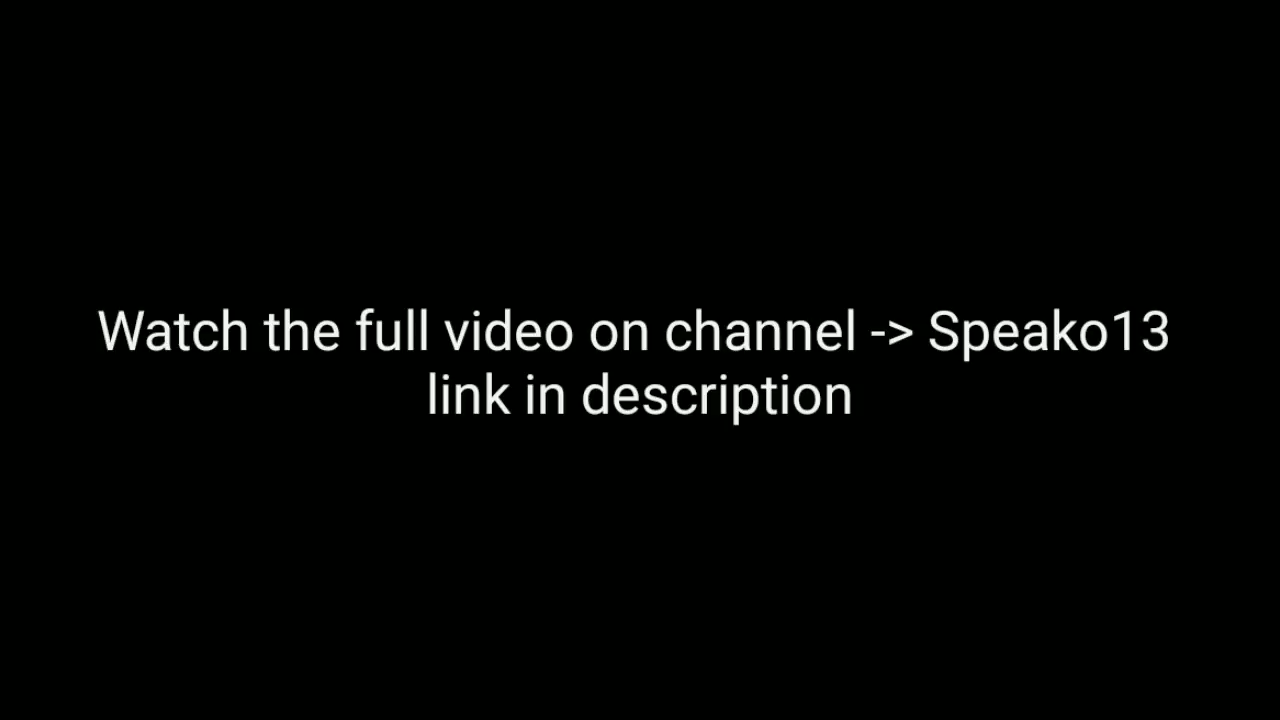 Watch the full video on channel -> Speako13
link in description